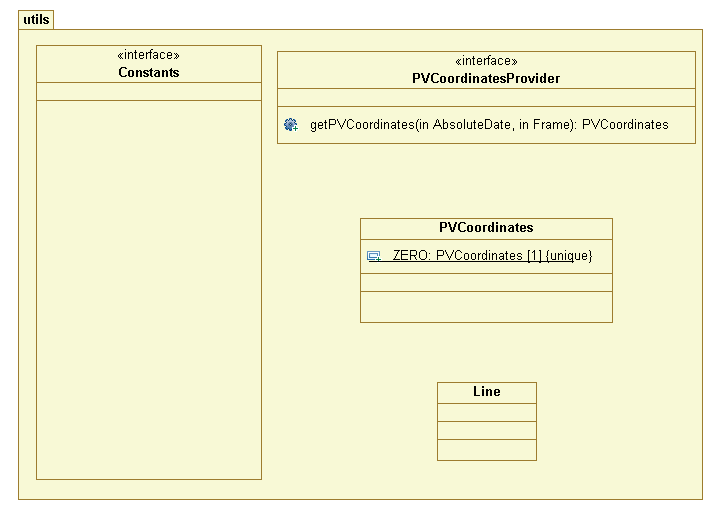 utils
«interface»
Constants
«interface»
PVCoordinatesProvider
getPVCoordinates(in AbsoluteDate, in Frame): PVCoordinates
PVCoordinates
ZERO: PVCoordinates [1] {unique}
Line